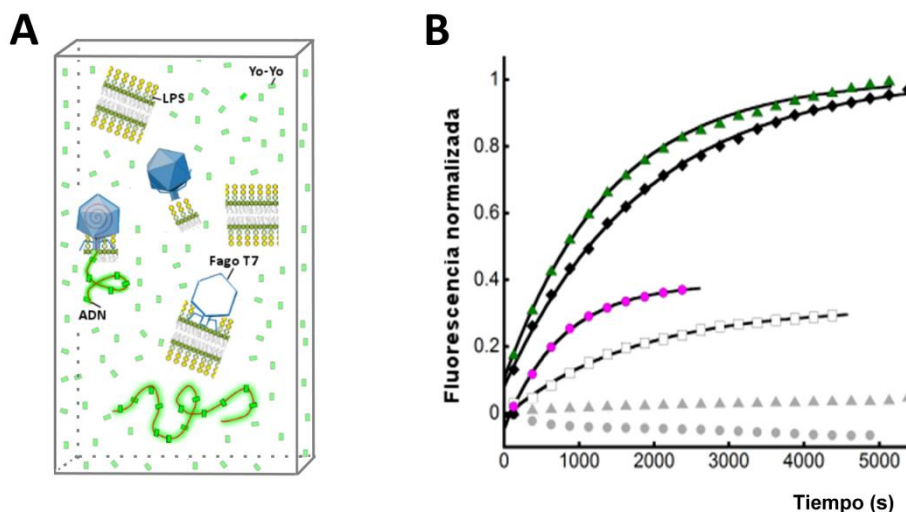 A
Yo-Yo
LPS
Fago T7
ADN
B
Fluorescencia normalizada
1
0.8
0.6
0.4
0.2
0
0 1000 2000 3000 4000 5000
Tiempo (s)